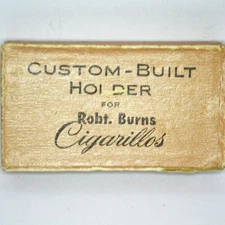 CUSTOM-BUILT
HOLDER
FOR
Robt. Burns
Cigarillos